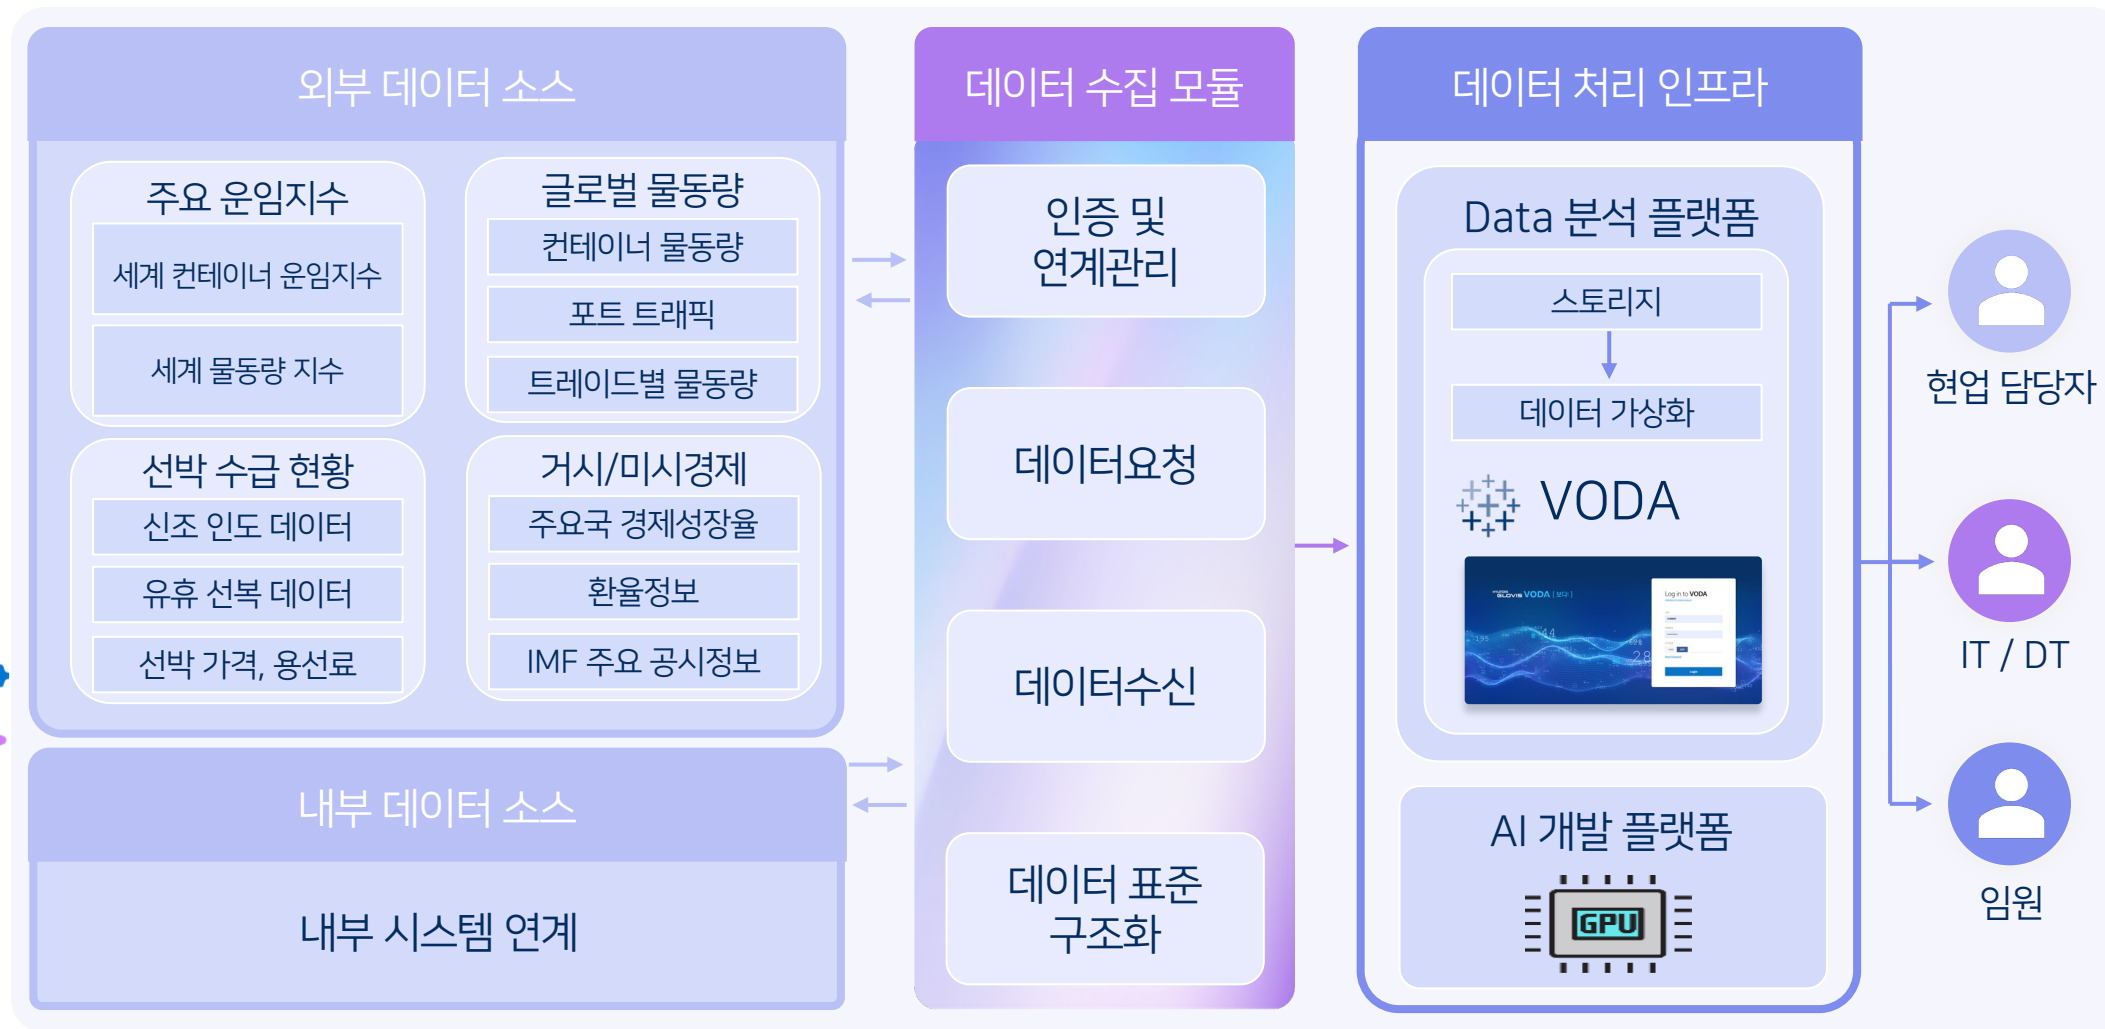 외부 데이터 소스
주요 운임지수
세계 컨테이너 운임지수
세계 물동량 지수
글로벌 물동량
컨테이너 물동량
포트 트래픽
트레이드별 물동량
선박 수급 현황
신조 인도 데이터
유휴 선복 데이터
선박 가격, 용선료
거시/미시경제
주요국 경제성장율
환율정보
IMF 주요 공시정보
내부 데이터 소스
내부 시스템 연계
데이터 수집 모듈
인증 및
연계관리
데이터요청
데이터수신
데이터 표준
구조화
데이터 처리 인프라
Data 분석 플랫폼
스토리지
데이터 가상화
VODA
GLOVIS VODA [보다]
Log in to VODA
44
28
AI 개발 플랫폼
GPU
현업 담당자
IT / DT
임원